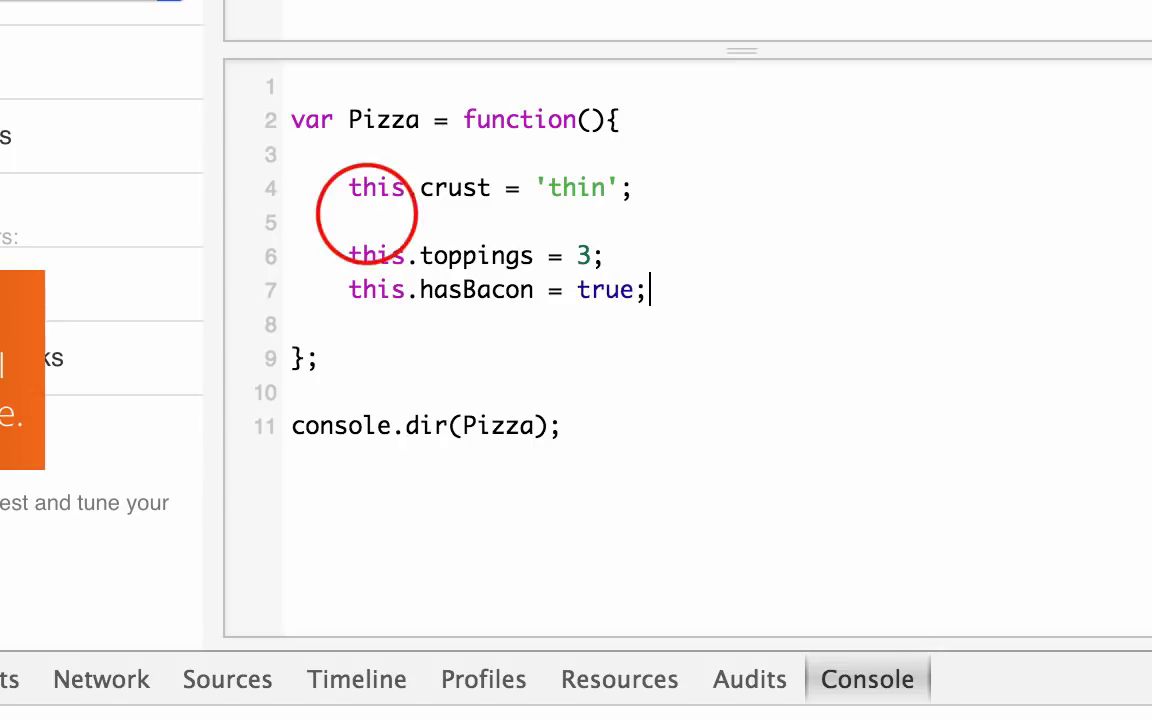 s
1
2 var Pizza = function(){
3
4 this.crust = 'thin';
5
rs:
6 this.toppings = 3;
7 this.hasBacon = true;
8
9 };
ks
10
e.
11 console.dir(Pizza);
est and tune your
ts Network Sources Timeline Profiles Resources Audits Console